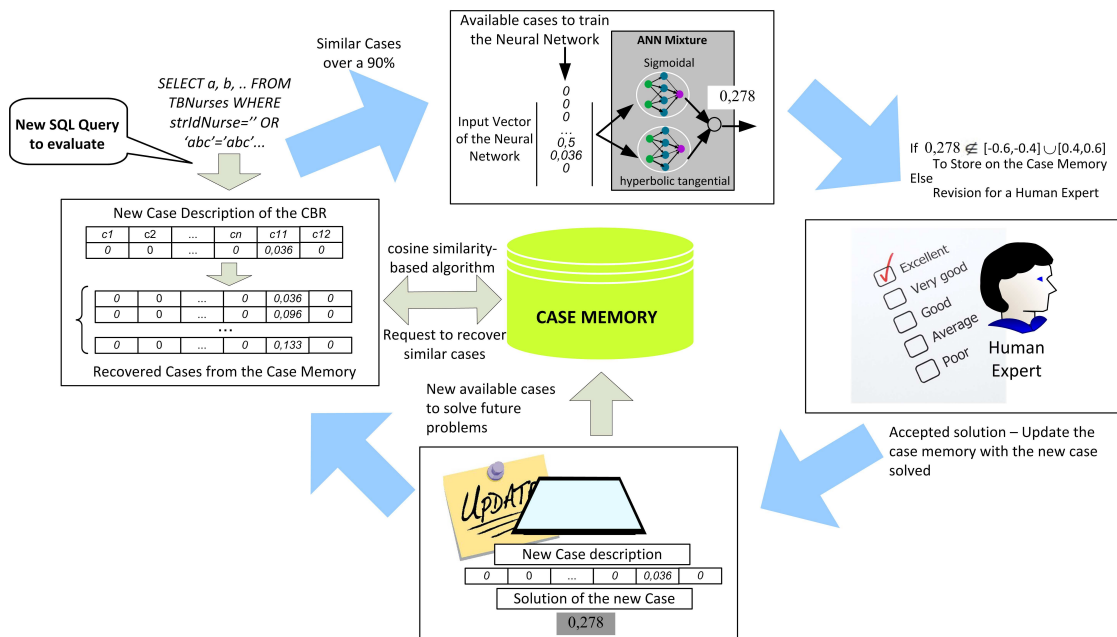 New SQL Query
to evaluate
SELECT a, b, .. FROM
TBNurses WHERE
strIdNurse='' OR
'abc'='abc'...
Similar Cases
over a 90%
Available cases to train
the Neural Network
ANN Mixture
Sigmoidal
0
0
0
...
0,5
0,036
0
Input Vector
of the Neural
Network
0,278
hyperbolic tangential
If 0,278 ∉ [-0.6,-0.4] ∪ [0.4,0.6]
To Store on the Case Memory
Else
Revision for a Human Expert
New Case Description of the CBR
c1 c2 ... cn c11 c12
0 0 ... 0 0,036 0
0 0 ... 0 0,036 0
0 0 ... 0 0,096 0
...
0 0 ... 0 0,133 0
Recovered Cases from the Case Memory
cosine similarity-
based algorithm
Request to recover
similar cases
CASE MEMORY
Excellent
Very good
Good
Average
Poor
Human
Expert
New available cases
to solve future
problems
Accepted solution – Update the
case memory with the new case
solved
UPDATE
New Case description
0 0 ... 0 0,036 0
Solution of the new Case
0,278